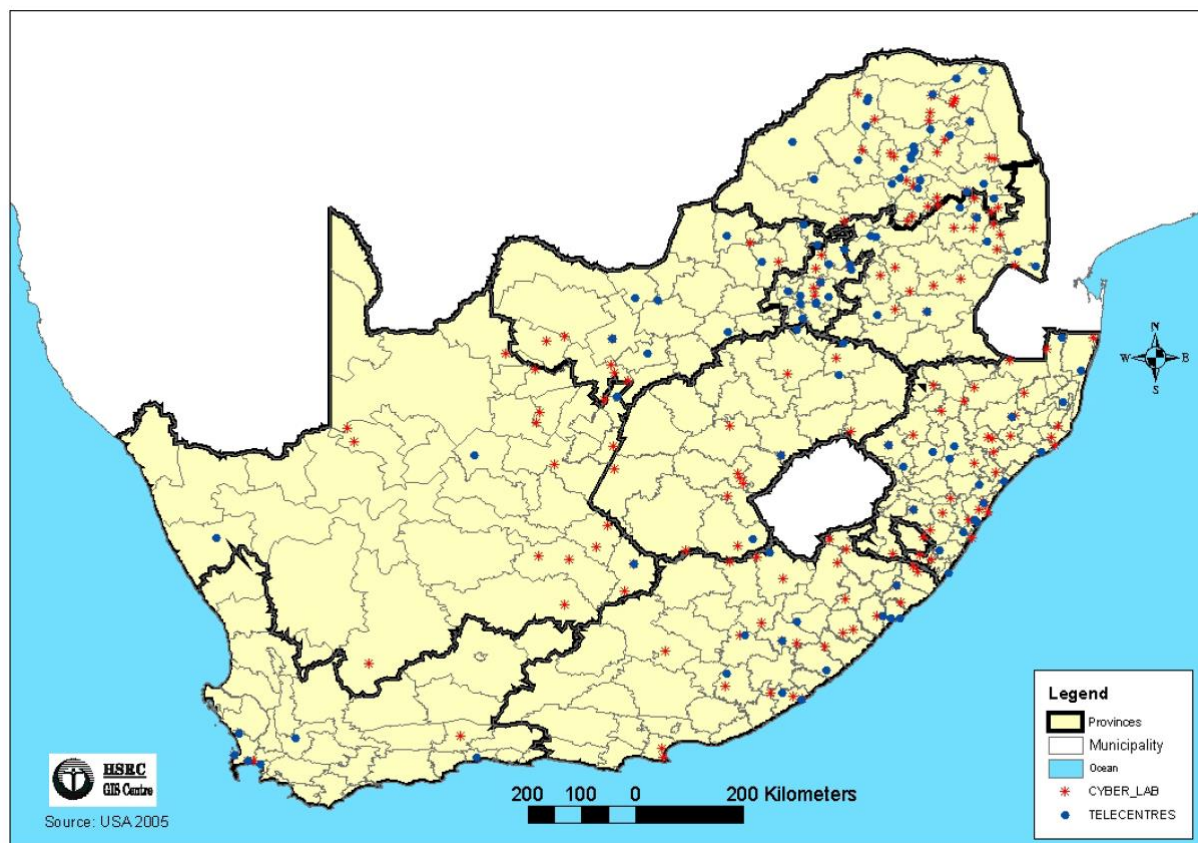 N
W E
S
Legend
Provinces
Municipality
Ocean
CYBER_LAB
TELECENTRES
HSRC
GIS Centre
Source: USA 2005
200 100 0 200 Kilometers